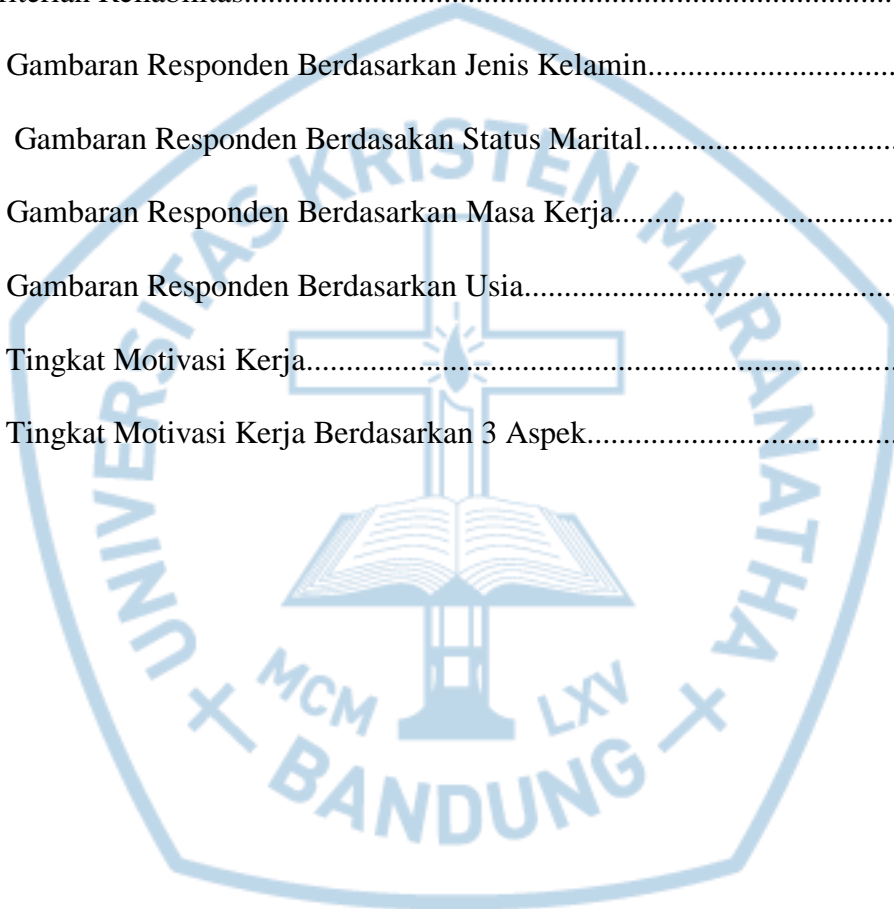 Reliabilitas....................................................................................
Gambaran Responden Berdasarkan Jenis Kelamin...............................
Gambaran Responden Berdasakan Status Marital................................
Gambaran Responden Berdasarkan Masa Kerja...................................
Gambaran Responden Berdasarkan Usia...............................................
Tingkat Motivasi Kerja..........................................................................
Tingkat Motivasi Kerja Berdasarkan 3 Aspek.......................................
UNIVERSITAS KRISTEN MARANATHA
MCM LXV
BANDUNG